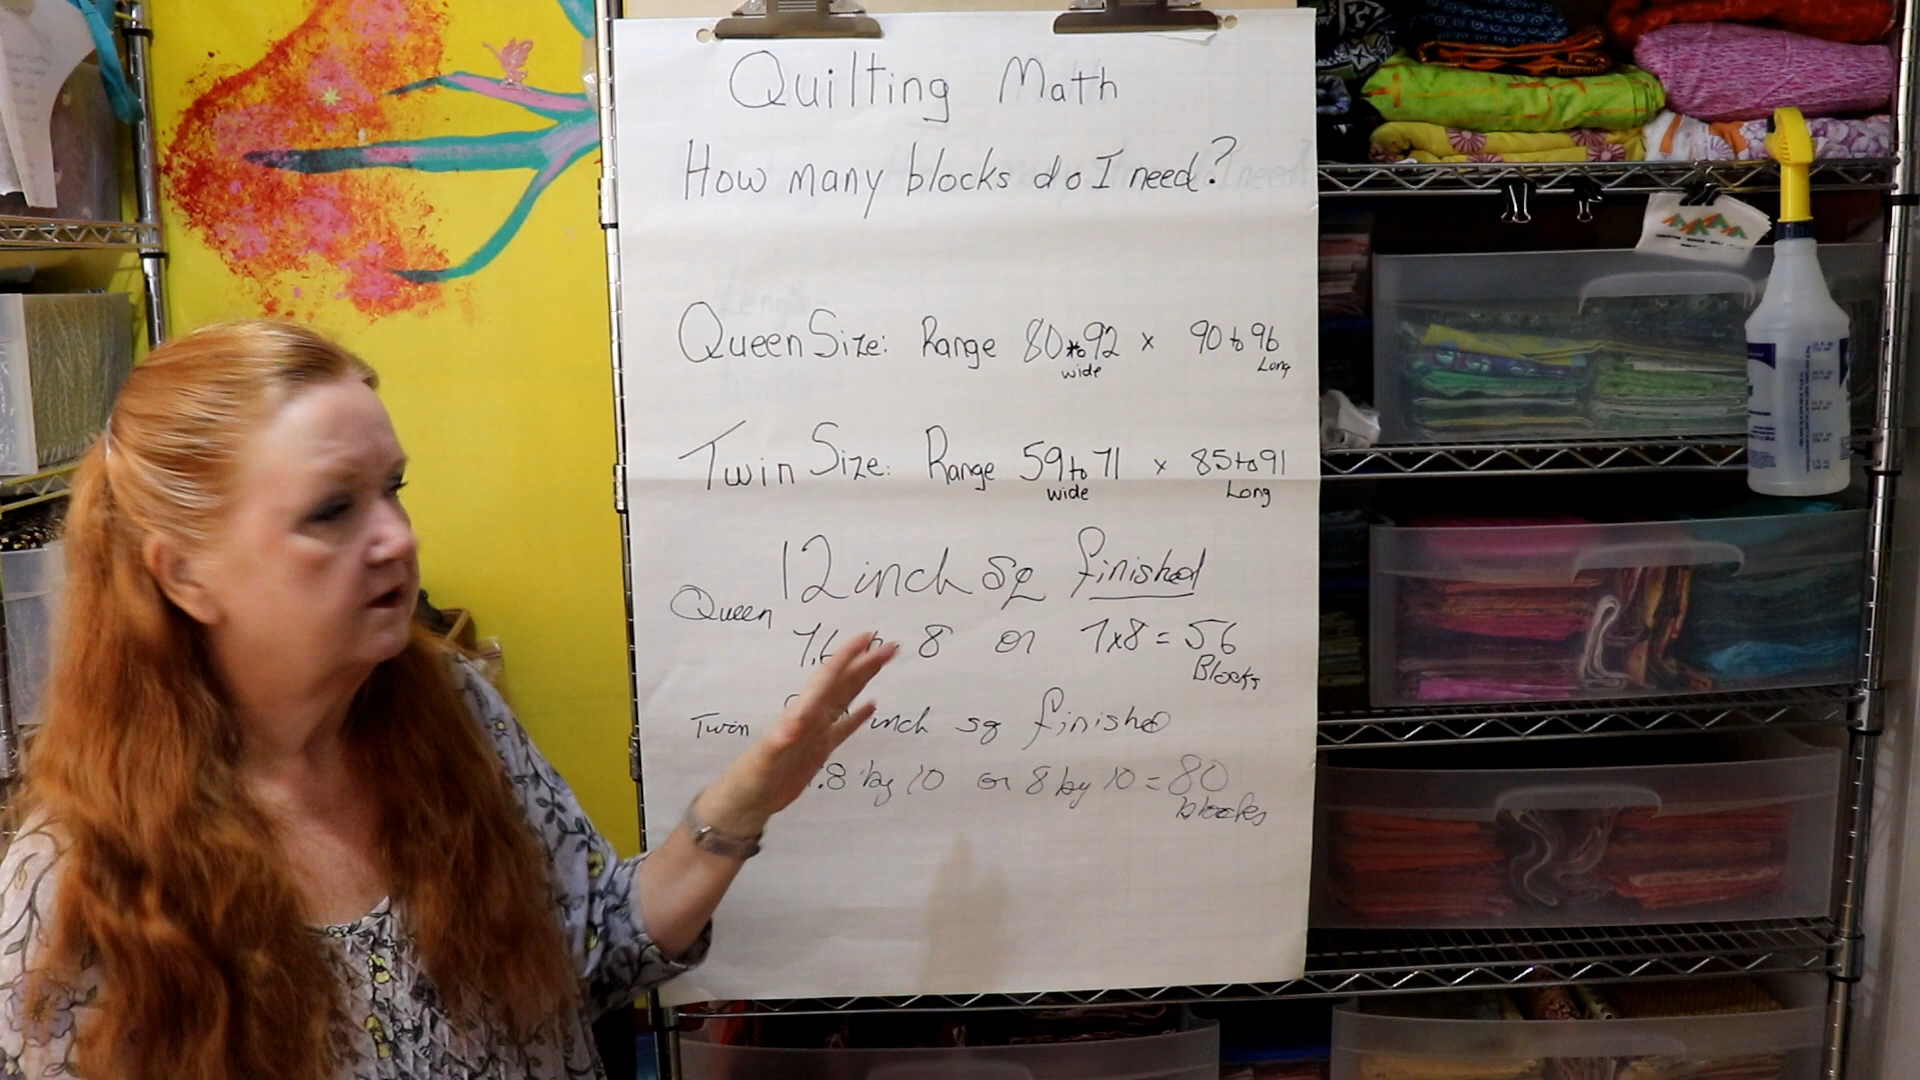 Quilting Math
How many blocks do I need?
Queen Size: Range 80 to 92 x 90 to 96
wide Long
Twin Size: Range 59 to 71 x 85 to 91
wide Long
12 inch sq finished
Queen
7.6 8 or 7x8 = 56
Blocks
Twin inch sq finished
.8 by 10 or 8 by 10 = 80
blocks